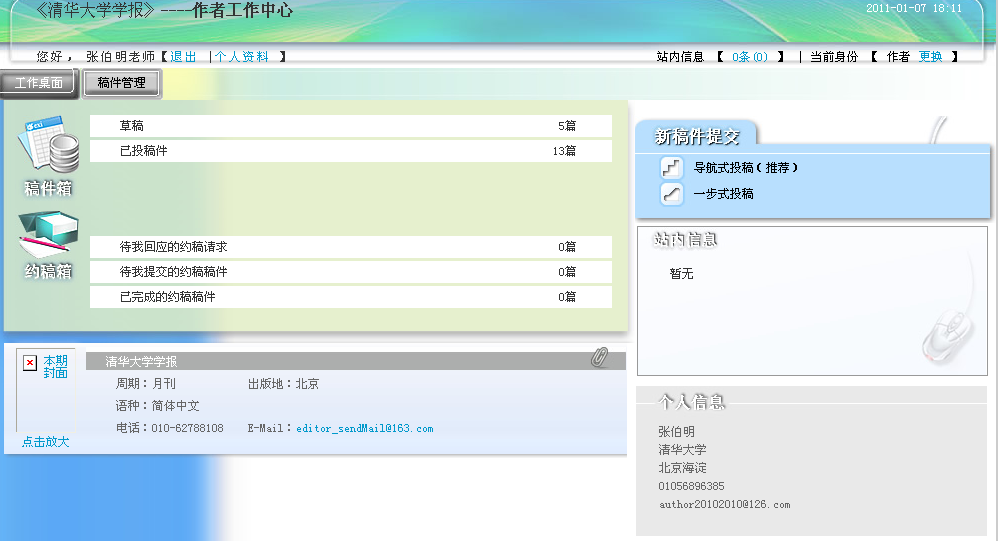 《清华大学学报》----作者工作中心
2011-01-07 18:11
您好， 张伯明老师【退出 |个人资料 】
站内信息 【 0条(0) 】 | 当前身份 【 作者 更换 】
工作桌面 稿件管理
稿件箱
草稿 5篇
已投稿件 13篇
约稿箱
待我回应的约稿请求 0篇
待我提交的约稿稿件 0篇
已完成的约稿稿件 0篇
新稿件提交
导航式投稿(推荐)
一步式投稿
站内信息
暂无
本期封面
点击放大
清华大学学报
周期：月刊 出版地：北京
语种：简体中文
电话：010-62788108 E-Mail：editor_sendMail@163.com
个人信息
张伯明
清华大学
北京海淀
01056896385
author20102010@126.com